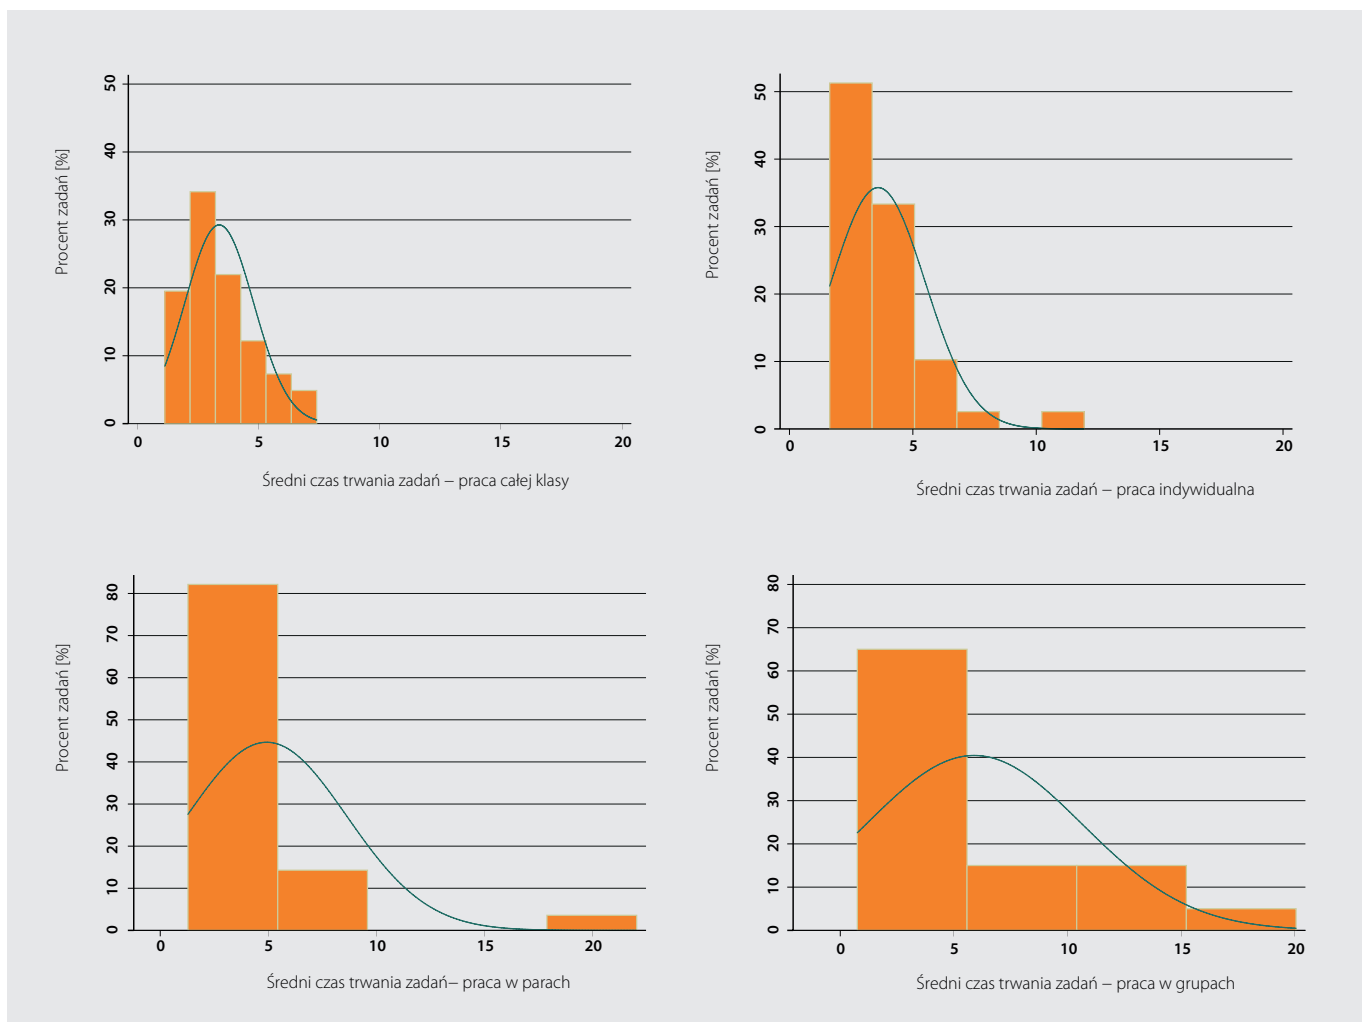 50
40
30
20
10
0
Procent zadań [%]
0 5 10 15 20
Średni czas trwania zadań – praca całej klasy
50
40
30
20
10
0
Procent zadań [%]
0 5 10 15 20
Średni czas trwania zadań – praca indywidualna
80
70
60
50
40
30
20
10
0
Procent zadań [%]
0 5 10 15 20
Średni czas trwania zadań– praca w parach
80
70
60
50
40
30
20
10
0
Procent zadań [%]
0 5 10 15 20
Średni czas trwania zadań – praca w grupach